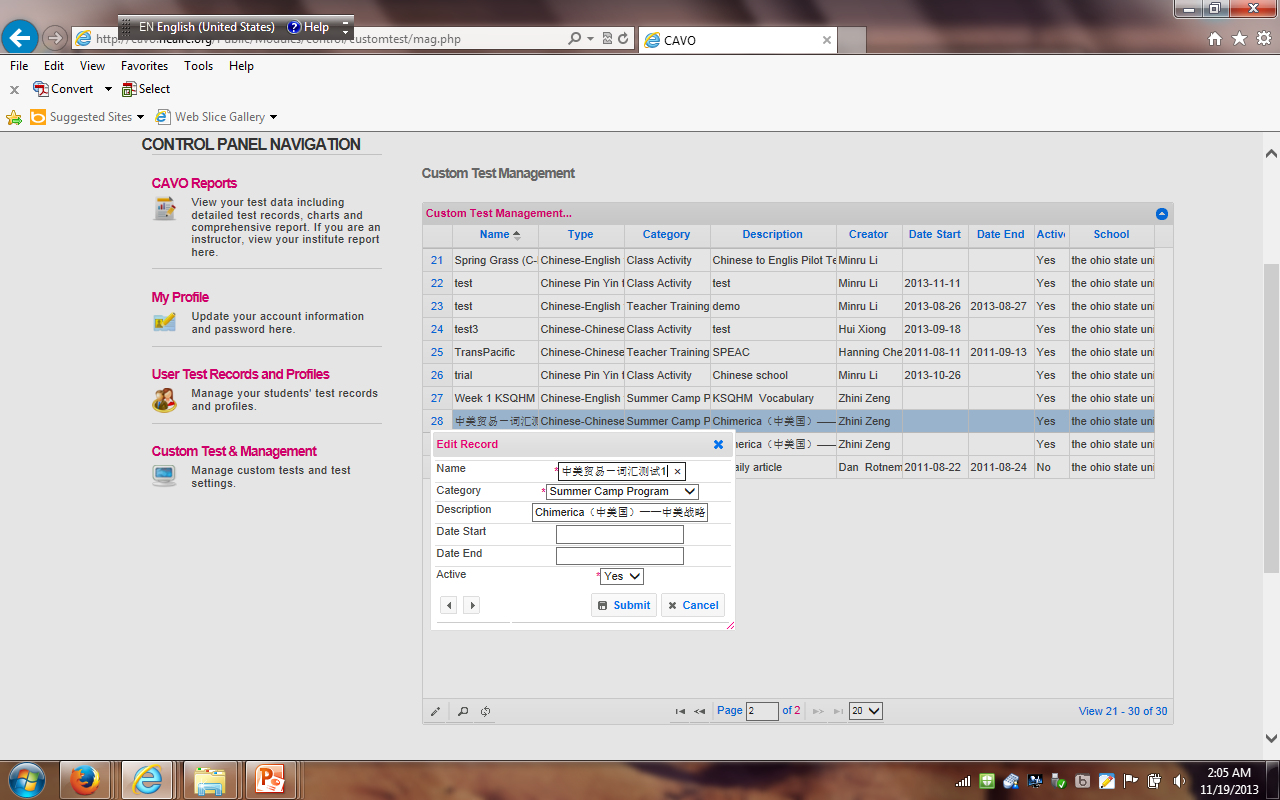 EN English (United States) Help
CAVO
File Edit View Favorites Tools Help
Convert Select
Suggested Sites Web Slice Gallery
CONTROL PANEL NAVIGATION
CAVO Reports
View your test data including
detailed test records, charts and
comprehensive report. If you are an
instructor, view your institute report
here.
My Profile
Update your account information
and password here.
User Test Records and Profiles
Manage your students' test records
and profiles.
Custom Test & Management
Manage custom tests and test
settings.
Custom Test Management
Custom Test Management...
Name Type Category Description Creator Date Start Date End Active School
21 Spring Grass (C- Chinese-English Class Activity Chinese to Englis Pilot Te Minru Li Yes the ohio state uni
22 test Chinese Pin Yin t Class Activity test Minru Li 2013-11-11 Yes the ohio state uni
23 test Chinese-English Teacher Training demo Minru Li 2013-08-26 2013-08-27 Yes the ohio state uni
24 test3 Chinese-Chinese Class Activity test Hui Xiong 2013-09-18 Yes the ohio state uni
25 TransPacific Chinese-Chinese Teacher Training SPEAC Hanning Che 2011-08-11 2011-09-13 Yes the ohio state uni
26 trial Chinese Pin Yin t Class Activity Chinese school Minru Li 2013-10-26 Yes the ohio state uni
27 Week 1 KSQHM Chinese-English Summer Camp P KSQHM Vocabulary Zhini Zeng Yes the ohio state uni
28 中美贸易—词汇测 Chinese-Chinese Summer Camp P Chimerica（中美国）—— Zhini Zeng Yes the ohio state uni
nerica（中美国）—— Zhini Zeng Yes the ohio state uni
aily article Dan Rotnem 2011-08-22 2011-08-24 No the ohio state uni
Edit Record
Name *中美贸易—词汇测试1 ×
Category *Summer Camp Program
Description Chimerica（中美国）——中美战略
Date Start
Date End
Active *Yes
Submit Cancel
Page 2 of 2 20 View 21 - 30 of 30
2:05 AM
11/19/2013